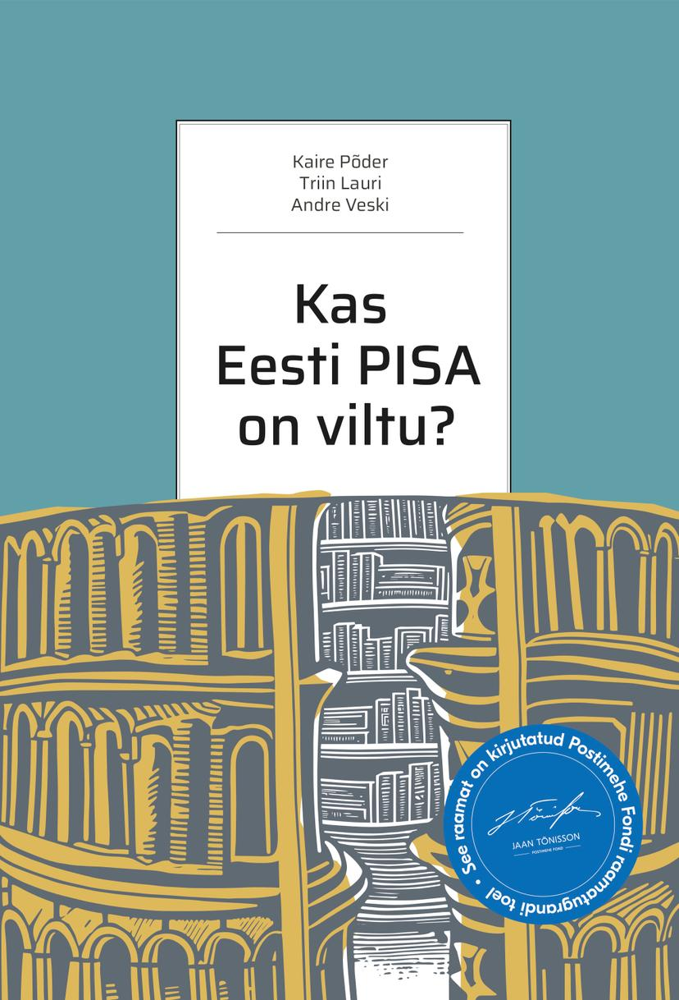 Kaire Põder
Triin Lauri
Andre Veski
Kas
Eesti PISA
on viltu?
See raamat on kirjutatud Postimehe Fondi raamatugrandi toel •
J Tõnisson
JAAN TÕNISSON
POSTIMEHE FOND